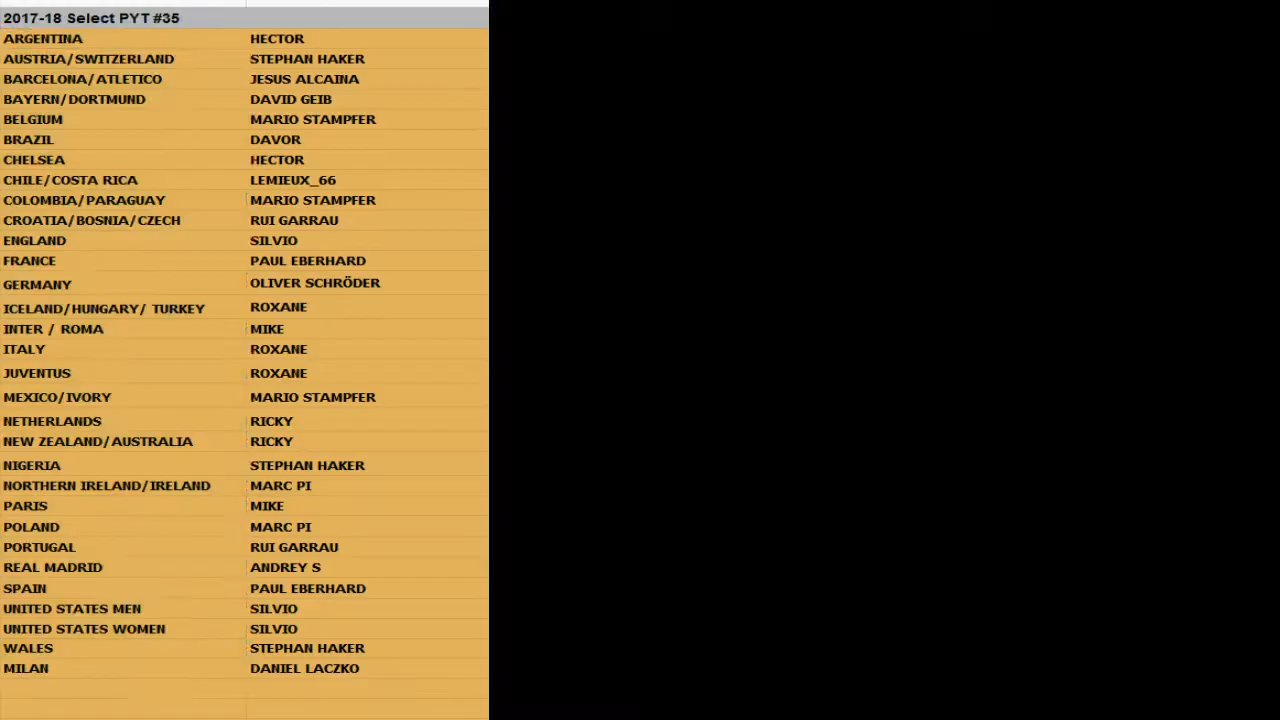 2017-18 Select PYT #35
ARGENTINA HECTOR
AUSTRIA/SWITZERLAND STEPHAN HAKER
BARCELONA/ATLETICO JESUS ALCAINA
BAYERN/DORTMUND DAVID GEIB
BELGIUM MARIO STAMPFER
BRAZIL DAVOR
CHELSEA HECTOR
CHILE/COSTA RICA LEMIEUX_66
COLOMBIA/PARAGUAY MARIO STAMPFER
CROATIA/BOSNIA/CZECH RUI GARRAU
ENGLAND SILVIO
FRANCE PAUL EBERHARD
GERMANY OLIVER SCHRÖDER
ICELAND/HUNGARY/ TURKEY ROXANE
INTER / ROMA MIKE
ITALY ROXANE
JUVENTUS ROXANE
MEXICO/IVORY MARIO STAMPFER
NETHERLANDS RICKY
NEW ZEALAND/AUSTRALIA RICKY
NIGERIA STEPHAN HAKER
NORTHERN IRELAND/IRELAND MARC PI
PARIS MIKE
POLAND MARC PI
PORTUGAL RUI GARRAU
REAL MADRID ANDREY S
SPAIN PAUL EBERHARD
UNITED STATES MEN SILVIO
UNITED STATES WOMEN SILVIO
WALES STEPHAN HAKER
MILAN DANIEL LACZKO